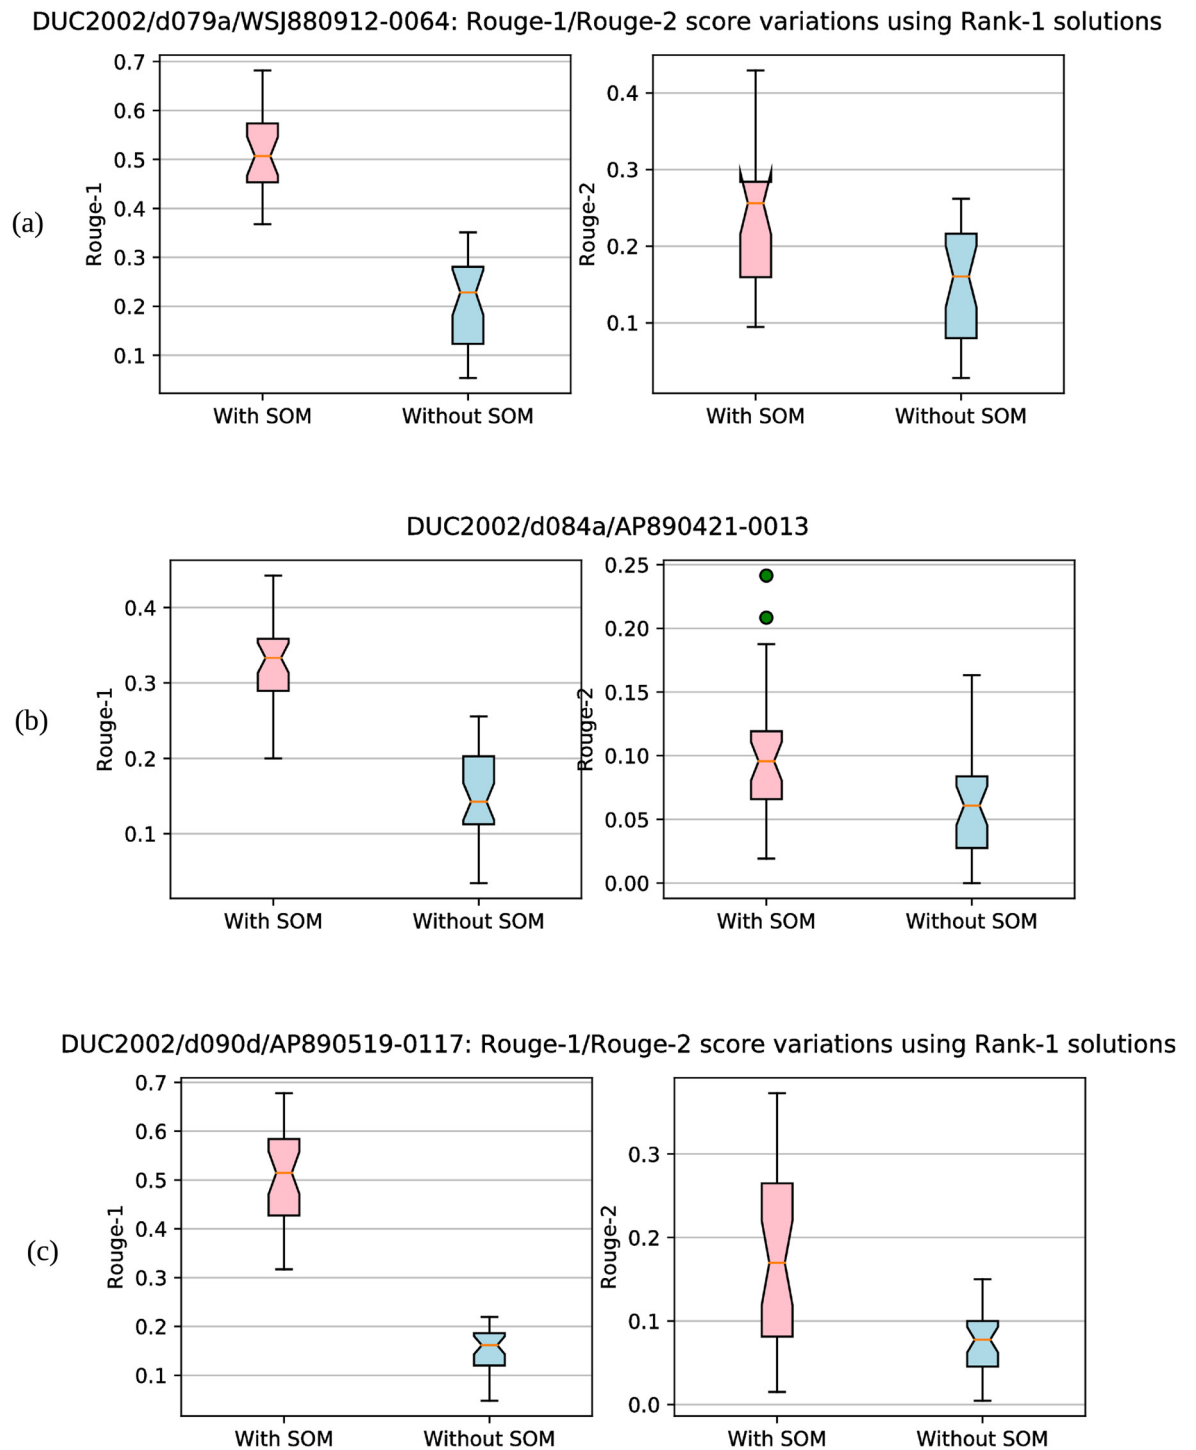 DUC2002/d079a/WSJ880912-0064: Rouge-1/Rouge-2 score variations using Rank-1 solutions
(a)
Rouge-1
0.7
0.6
0.5
0.4
0.3
0.2
0.1
With SOM Without SOM
Rouge-2
0.4
0.3
0.2
0.1
With SOM Without SOM
DUC2002/d084a/AP890421-0013
(b)
Rouge-1
0.4
0.3
0.2
0.1
With SOM Without SOM
Rouge-2
0.25
0.20
0.15
0.10
0.05
0.00
With SOM Without SOM
DUC2002/d090d/AP890519-0117: Rouge-1/Rouge-2 score variations using Rank-1 solutions
(c)
Rouge-1
0.7
0.6
0.5
0.4
0.3
0.2
0.1
With SOM Without SOM
Rouge-2
0.3
0.2
0.1
0.0
With SOM Without SOM